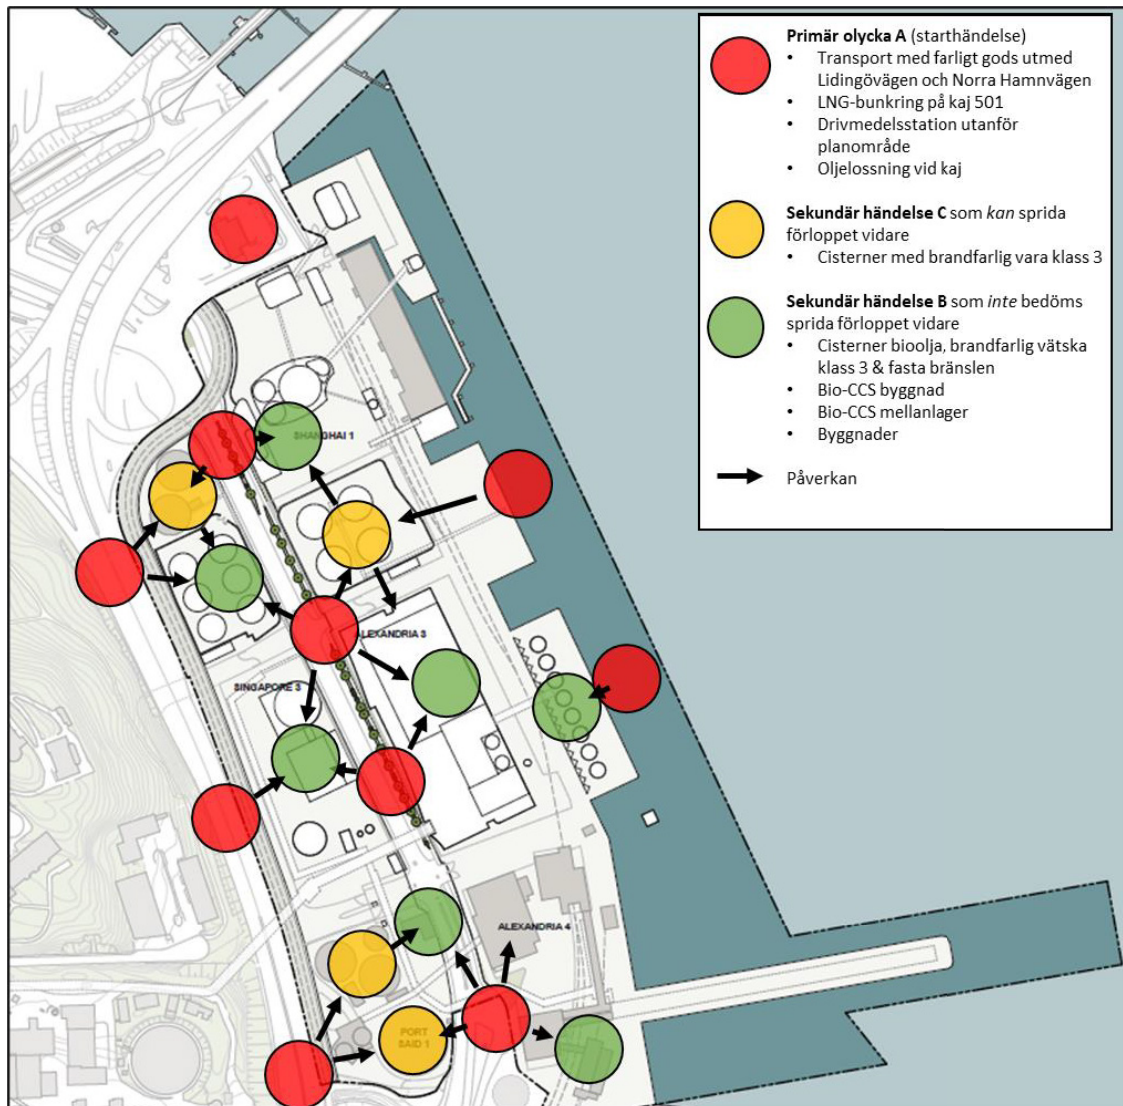 Primär olycka A (starthändelse)
• Transport med farligt gods utmed
Lidingövägen och Norra Hamnvägen
• LNG-bunkring på kaj 501
• Drivmedelsstation utanför
planområde
• Oljelossning vid kaj
Sekundär händelse C som kan sprida
förloppet vidare
• Cisterner med brandfarlig vara klass 3
Sekundär händelse B som inte bedöms
sprida förloppet vidare
• Cisterner bioolja, brandfarlig vätska
klass 3 & fasta bränslen
• Bio-CCS byggnad
• Bio-CCS mellanlager
• Byggnader
Påverkan
SHANGHAI 1
ALEXANDRIA 3
SINGAPORE 3
ALEXANDRIA 4
PORT
SAID 1